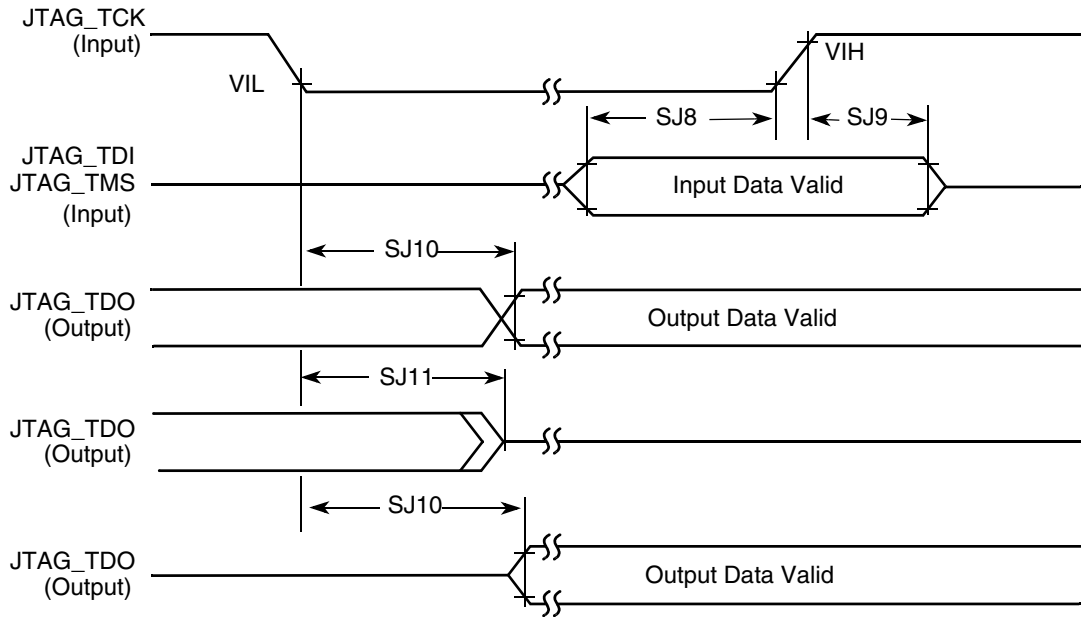 JTAG_TCK
(Input)
VIL
VIH
SJ8
SJ9
JTAG_TDI
JTAG_TMS
(Input)
Input Data Valid
SJ10
JTAG_TDO
(Output)
Output Data Valid
SJ11
JTAG_TDO
(Output)
SJ10
JTAG_TDO
(Output)
Output Data Valid